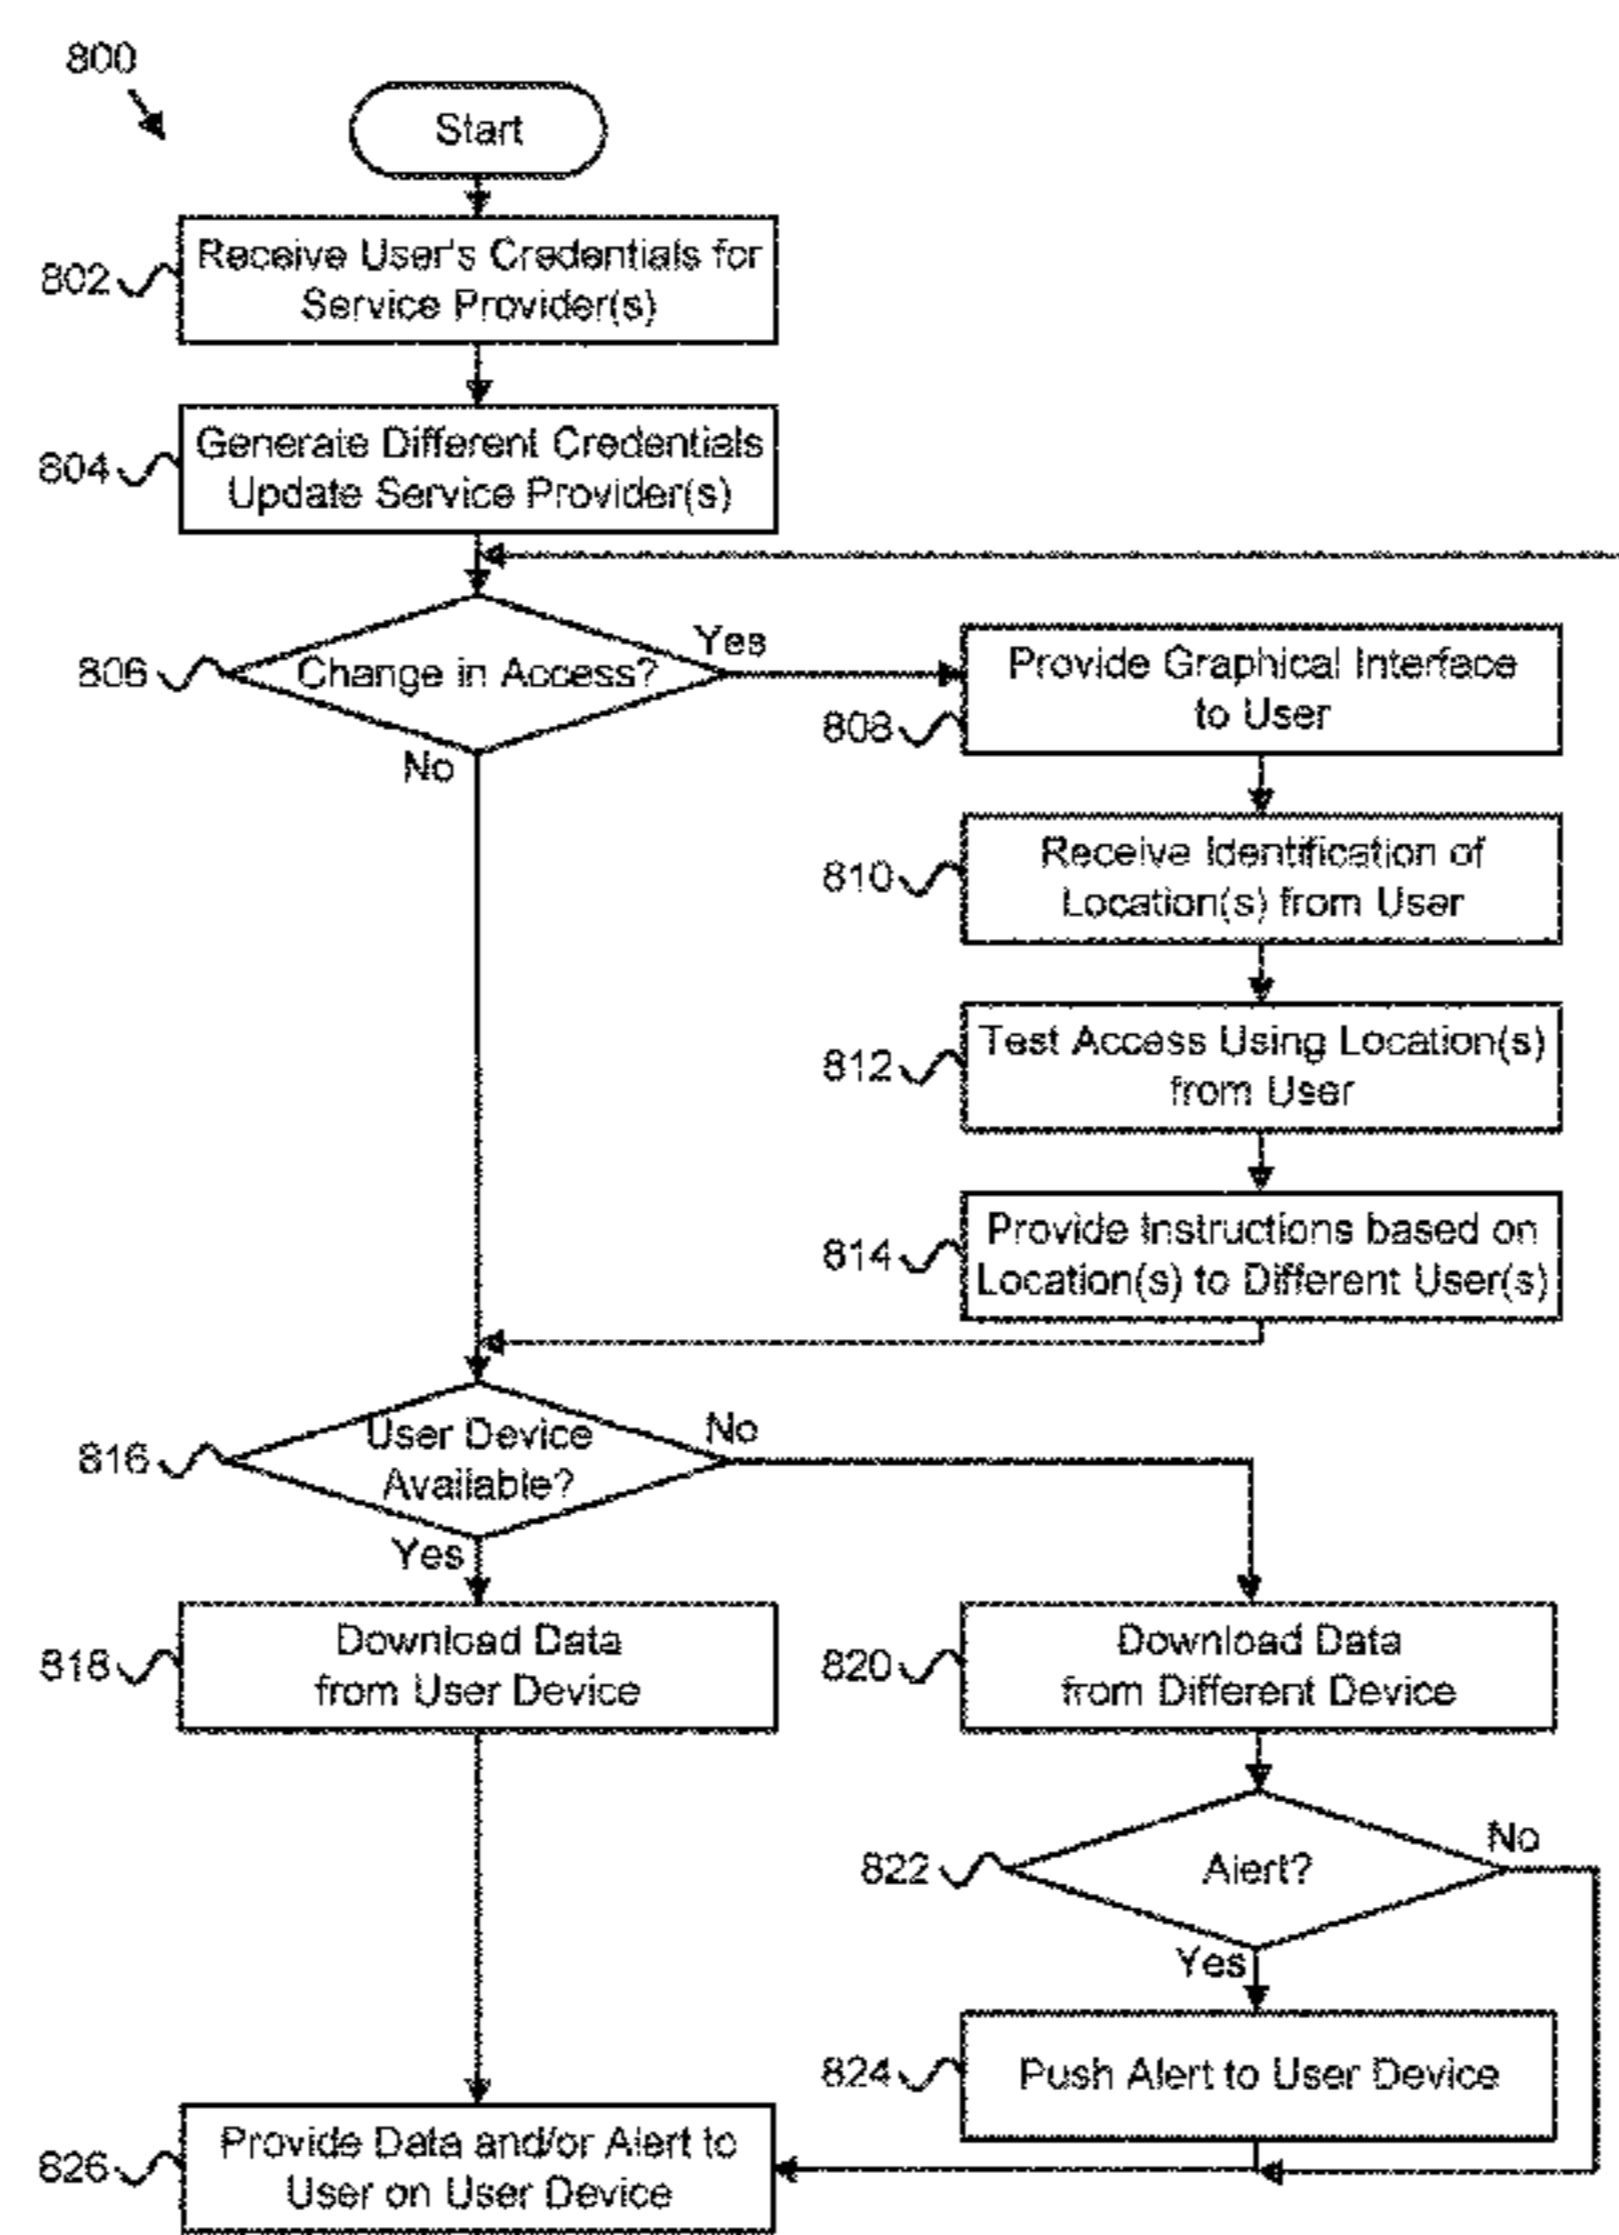 800
Start
802
Receive User's Credentials for
Service Provider(s)
804
Generate Different Credentials
Update Service Provider(s)
806
Change in Access?
Yes
No
808
Provide Graphical Interface
to User
810
Receive Identification of
Location(s) from User
812
Test Access Using Location(s)
from User
814
Provide Instructions based on
Location(s) to Different User(s)
816
User Device
Available?
No
Yes
818
Download Data
from User Device
820
Download Data
from Different Device
822
Alert?
No
Yes
824
Push Alert to User Device
826
Provide Data and/or Alert to
User on User Device